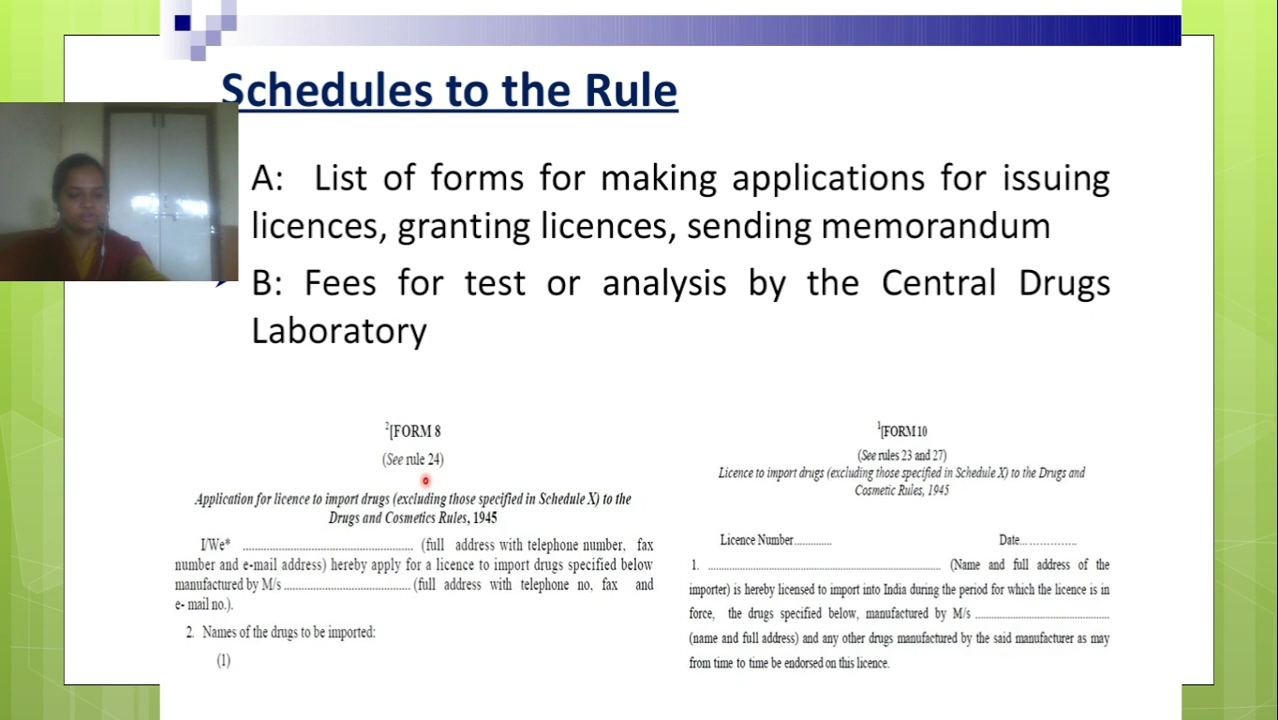 Schedules to the Rule
A: List of forms for making applications for issuing
licences, granting licences, sending memorandum
B: Fees for test or analysis by the Central Drugs
Laboratory
2[FORM 8
(See rule 24)
Application for licence to import drugs (excluding those specified in Schedule X) to the
Drugs and Cosmetics Rules, 1945
I/We* ........................................................ (full address with telephone number, fax
number and e-mail address) hereby apply for a licence to import drugs specified below
manufactured by M/s .......................................... (full address with telephone no, fax and
e- mail no.).
2. Names of the drugs to be imported:
(1)
1[FORM 10
(See rules 23 and 27)
Licence to import drugs (excluding those specified in Schedule X) to the Drugs and
Cosmetic Rules, 1945
Licence Number............. Date..................
1. .............................................................................. (Name and full address of the
importer) is hereby licensed to import into India during the period for which the licence is in
force, the drugs specified below, manufactured by M/s .............................................
(name and full address) and any other drugs manufactured by the said manufacturer as may
from time to time be endorsed on this licence.